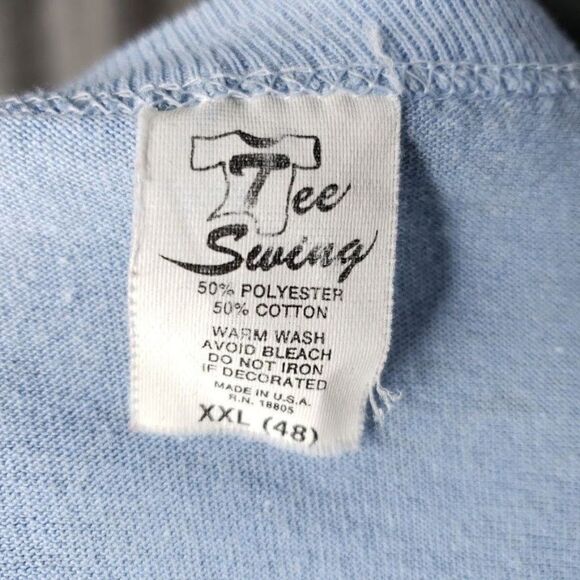 Tee
Swing
50% POLYESTER
50% COTTON
WARM WASH
AVOID BLEACH
DO NOT IRON
IF DECORATED
MADE IN U.S.A.
R.N. 18805
XXL (48)